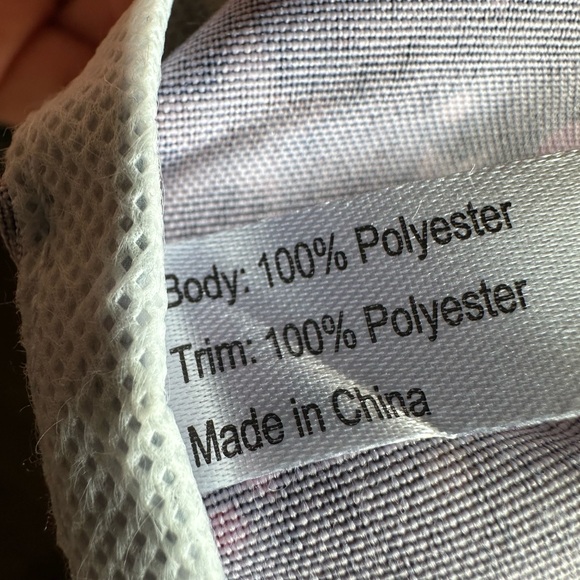 Body: 100% Polyester
Trim: 100% Polyester
Made in China